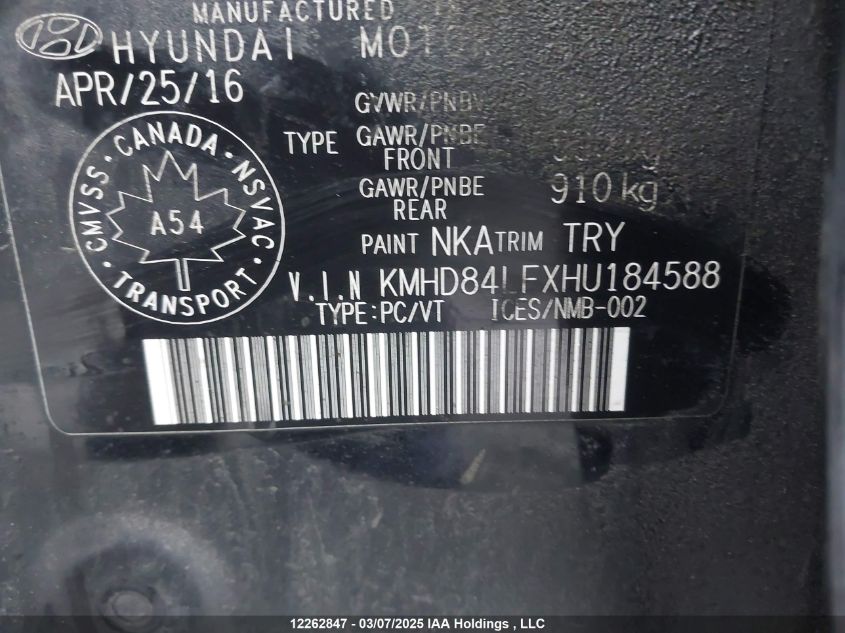 MANUFACTURED
HYUNDAI
APR/25/16
GVWR/PNBV
TYPE GAWR/PNBE
FRONT
GAWR/PNBE 910 kg
REAR
CMVSS • CANADA • NSVAC • TRANSPORT •
A54
PAINT NKA TRIM TRY
V.I.N KMHD84LFXHU184588
TYPE:PC/VT ICES/NMB-002
12262847 - 03/07/2025 IAA Holdings , LLC